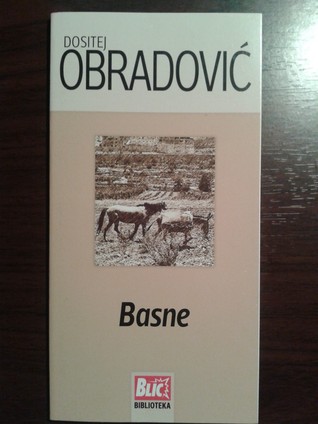 DOSITEJ
OBRADOVIĆ
Basne
BLIC
BIBLIOTEKA